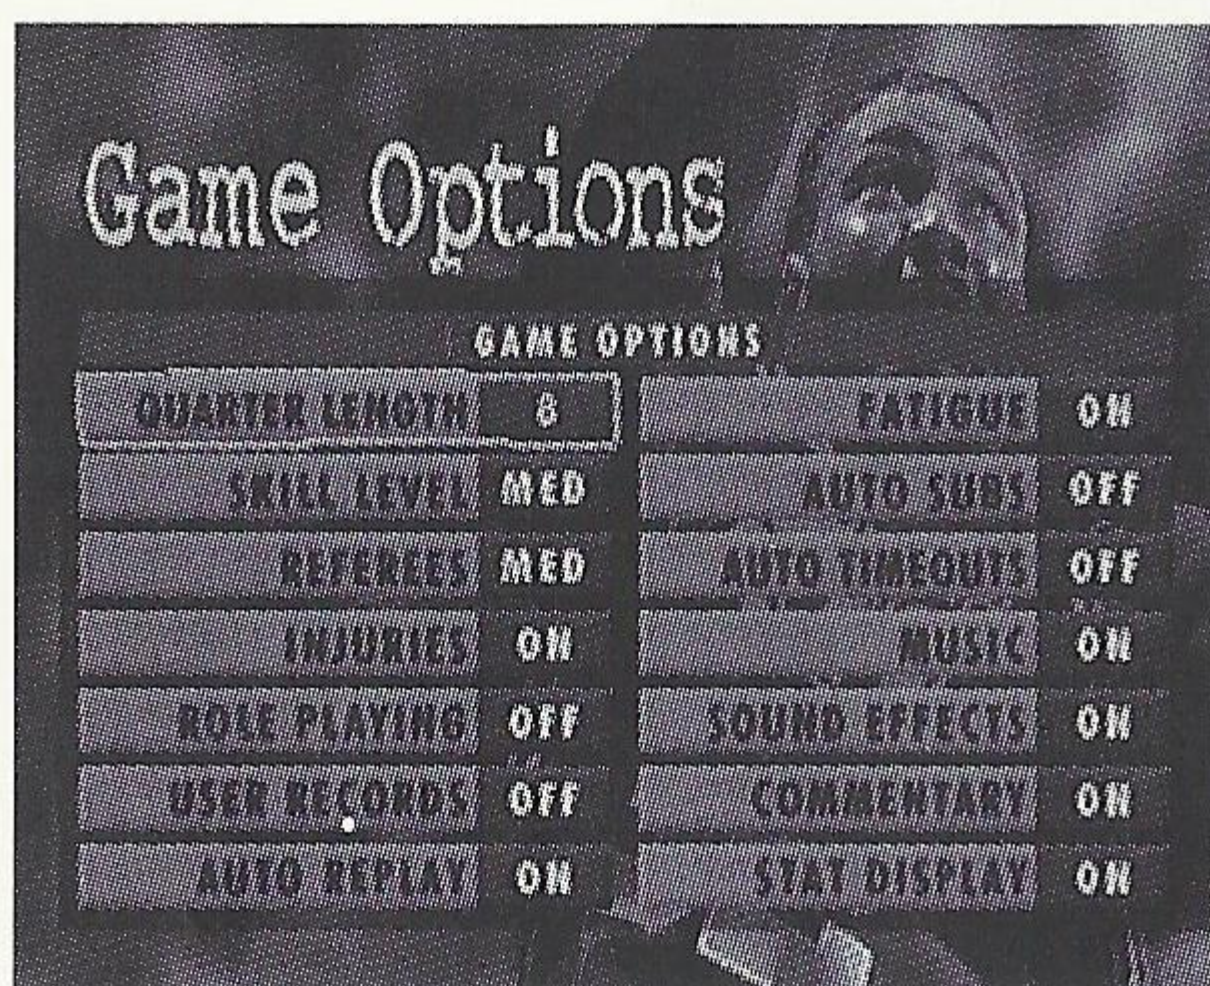 Game Options
GAME OPTIONS
QUARTER LENGTH 8
SKILL LEVEL MED
REFEREES MED
INJURIES ON
ROLE PLAYING OFF
USER RECORDS OFF
AUTO REPLAY ON
FATIGUE ON
AUTO SUBS OFF
AUTO TIMEOUTS OFF
MUSIC ON
SOUND EFFECTS ON
COMMENTARY ON
STAT DISPLAY ON